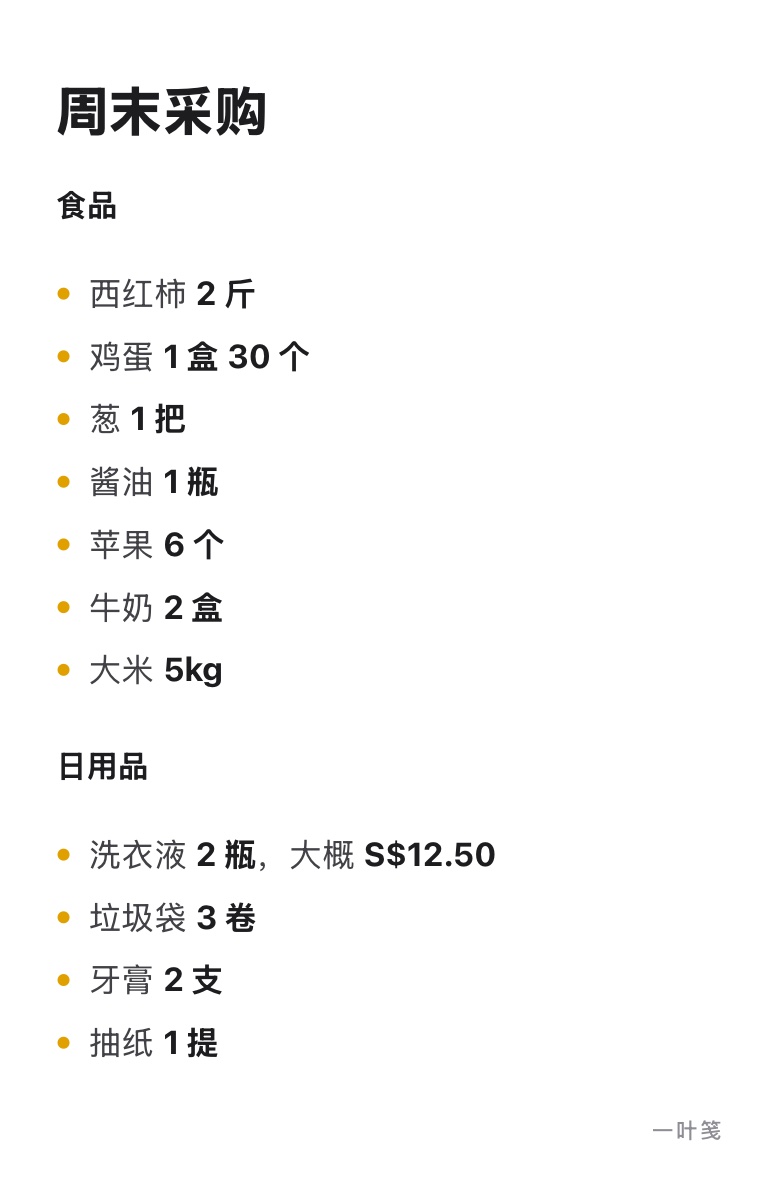 周末采购
食品
西红柿 2 斤
鸡蛋 1 盒 30 个
葱 1 把
酱油 1 瓶
苹果 6 个
牛奶 2 盒
大米 5kg
日用品
洗衣液 2 瓶，大概 S$12.50
垃圾袋 3 卷
牙膏 2 支
抽纸 1 提
一叶笺